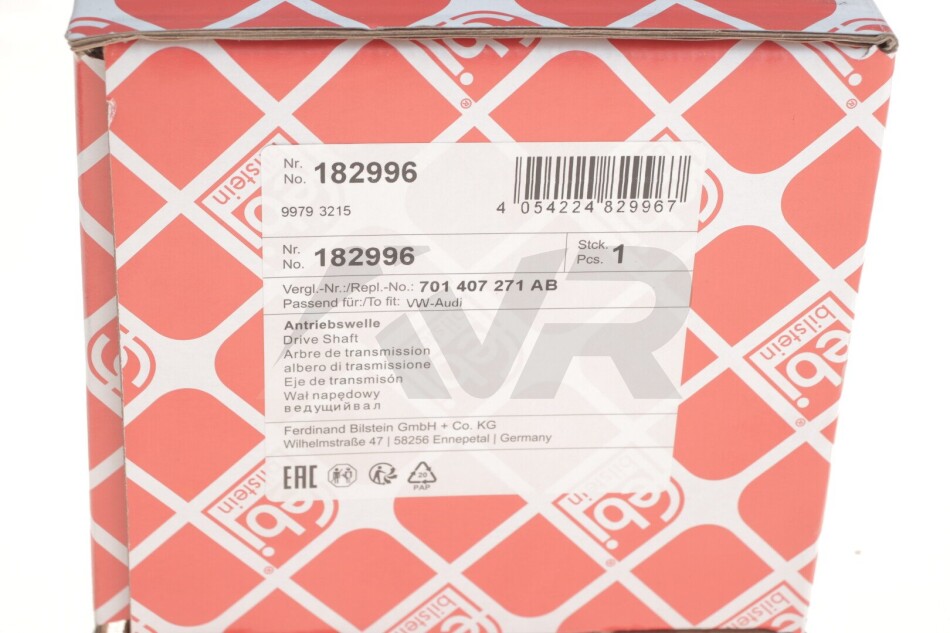 Nr.
No. 182996
4 054224 829967
9979 3215
Nr.
No. 182996
Stck.
Pcs. 1
Vergl.-Nr.:/Repl.-No.: 701 407 271 AB
Passend für:/To fit: VW-Audi
Antriebswelle
Drive Shaft
Arbre de transmission
albero di trasmissione
Eje de transmisón
Wał napędowy
ведущийвал
Ferdinand Bilstein GmbH + Co. KG
Wilhelmstraße 47 | 58256 Ennepetal | Germany
EAC
20
PAP
VR
febi
bilstein